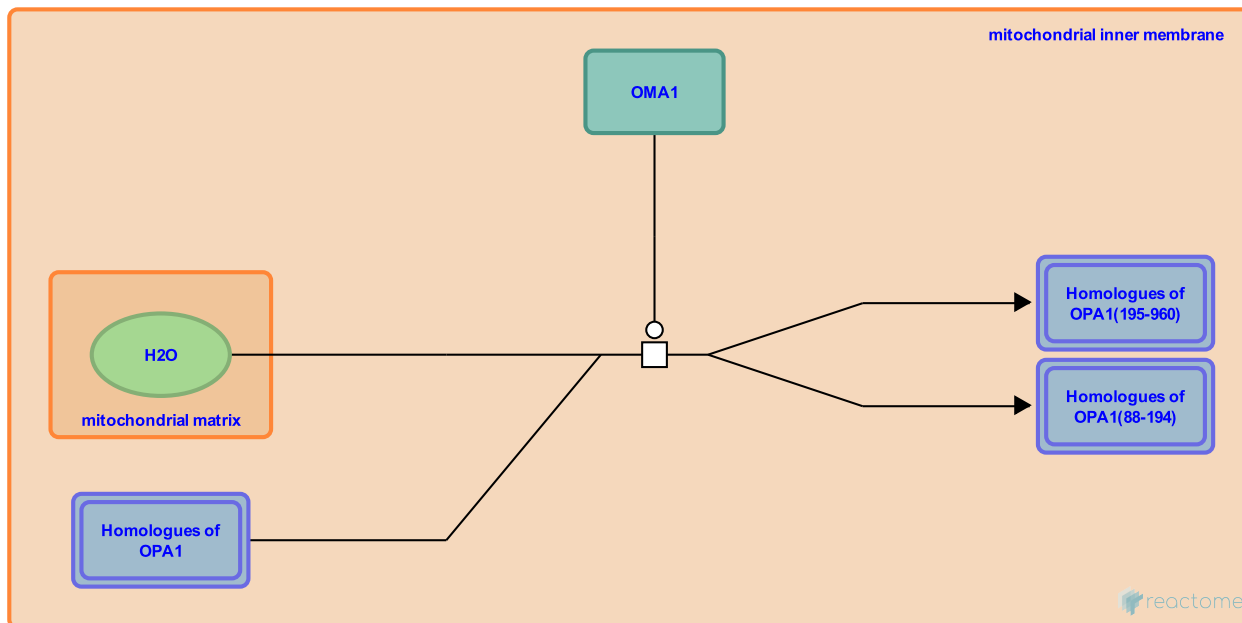 mitochondrial inner membrane
OMA1
Homologues of
OPA1(195-960)
H2O
Homologues of
OPA1(88-194)
mitochondrial matrix
Homologues of
OPA1
reactome